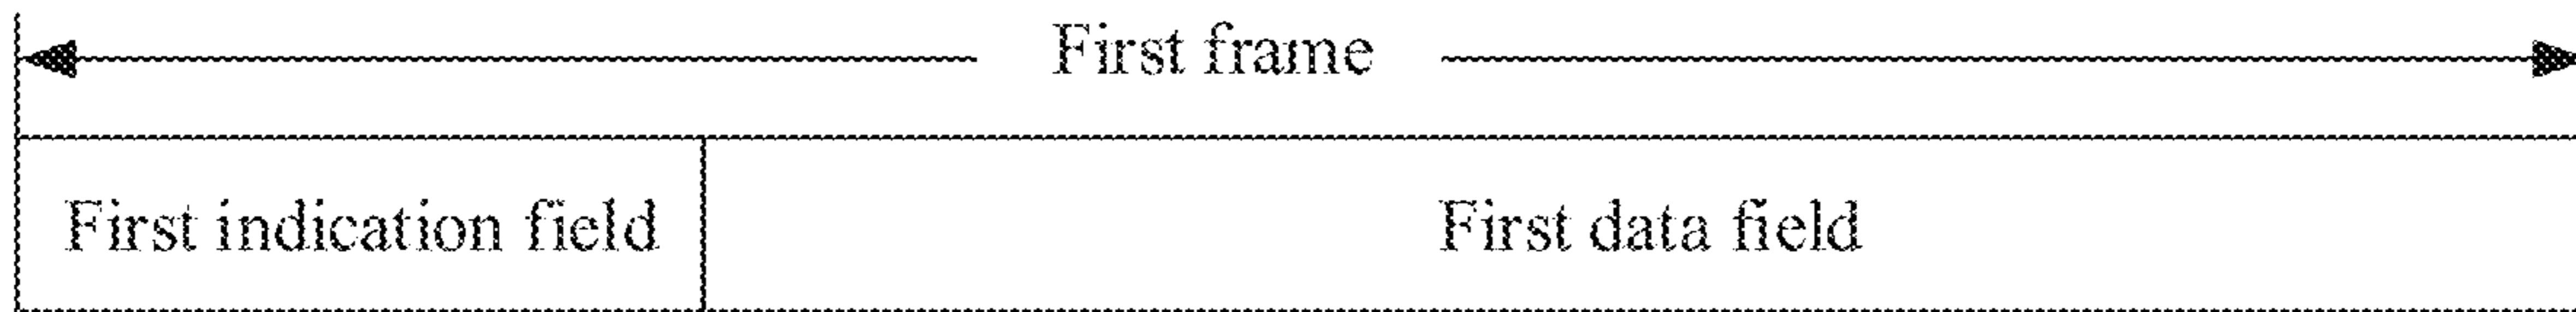 First frame
First indication field First data field